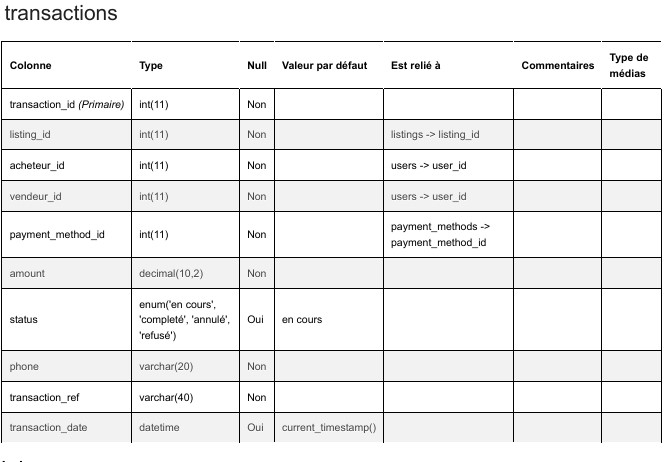 transactions
Colonne Type Null Valeur par défaut Est relié à Commentaires Type de
médias
transaction_id (Primaire) int(11) Non
listing_id int(11) Non listings -> listing_id
acheteur_id int(11) Non users -> user_id
vendeur_id int(11) Non users -> user_id
payment_method_id int(11) Non payment_methods ->
payment_method_id
amount decimal(10,2) Non
status enum('en cours',
'completé', 'annulé',
'refusé') Oui en cours
phone varchar(20) Non
transaction_ref varchar(40) Non
transaction_date datetime Oui current_timestamp()